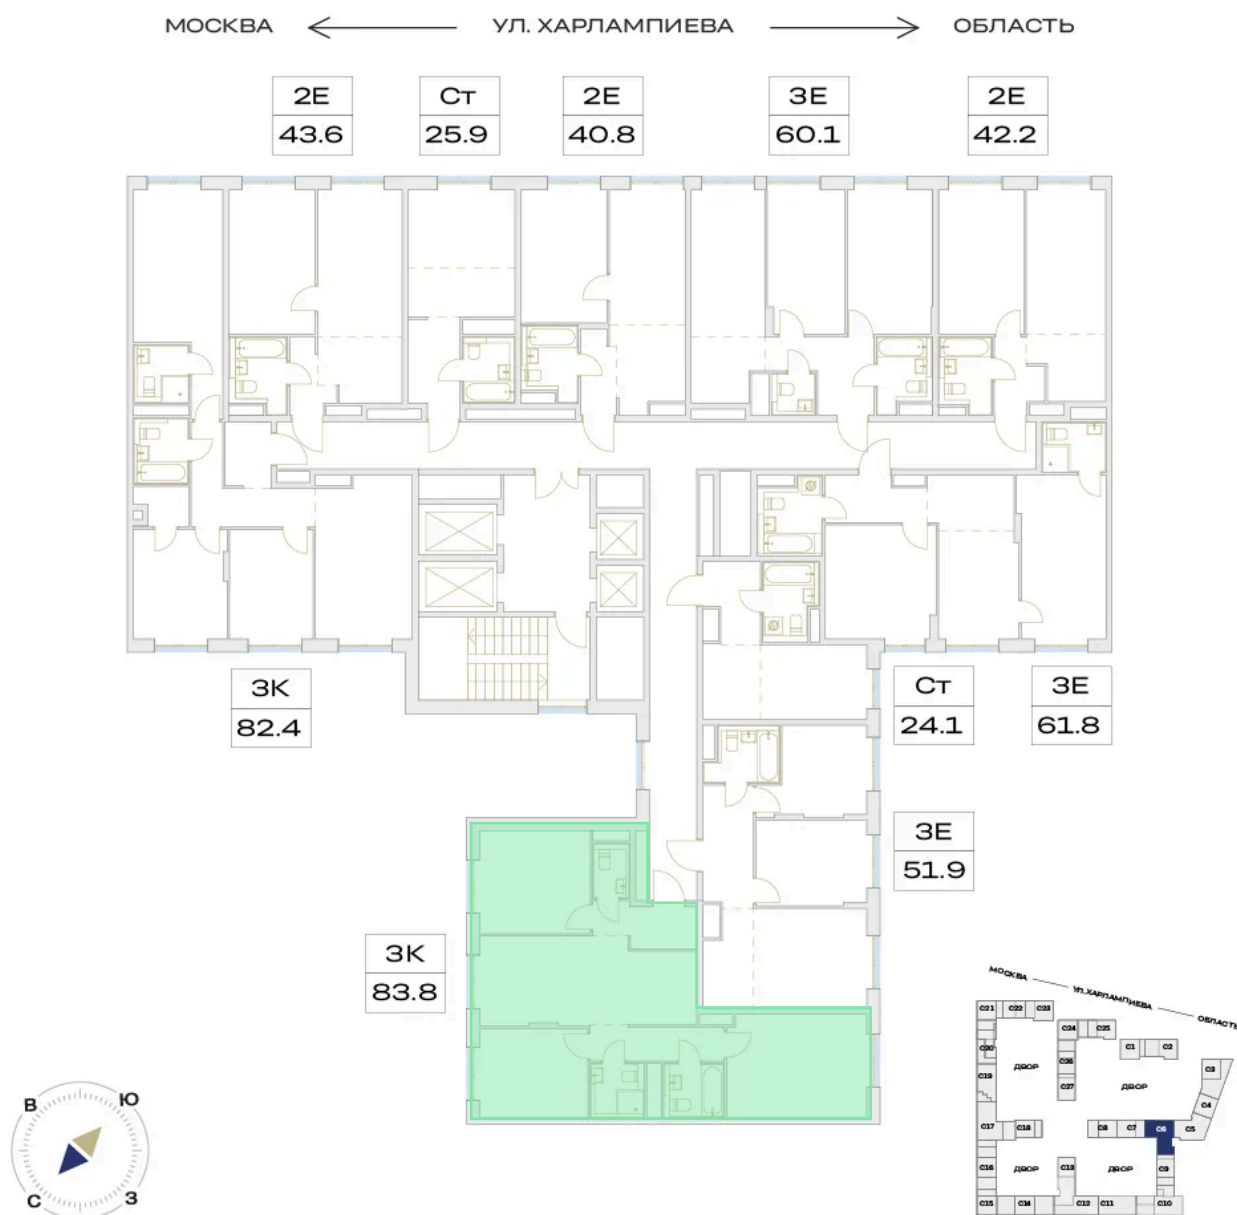 МОСКВА УЛ. ХАРЛАМПИЕВА ОБЛАСТЬ
2Е
43.6
Ст
25.9
2Е
40.8
3Е
60.1
2Е
42.2
3К
82.4
Ст
24.1
3Е
61.8
3Е
51.9
3К
83.8
В
Ю
С
З
МОСКВА
УЛ.ХАРЛАМПИЕВА
ОБЛАСТЬ
С21 С22 С23
С24 С25
С1 С2
С20
С26
С3
С19
ДВОР
С27
ДВОР
С4
С17 С18
С8 С7 С6 С5
С16
ДВОР
С13
ДВОР
С9
С15 С14 С12 С11 С10